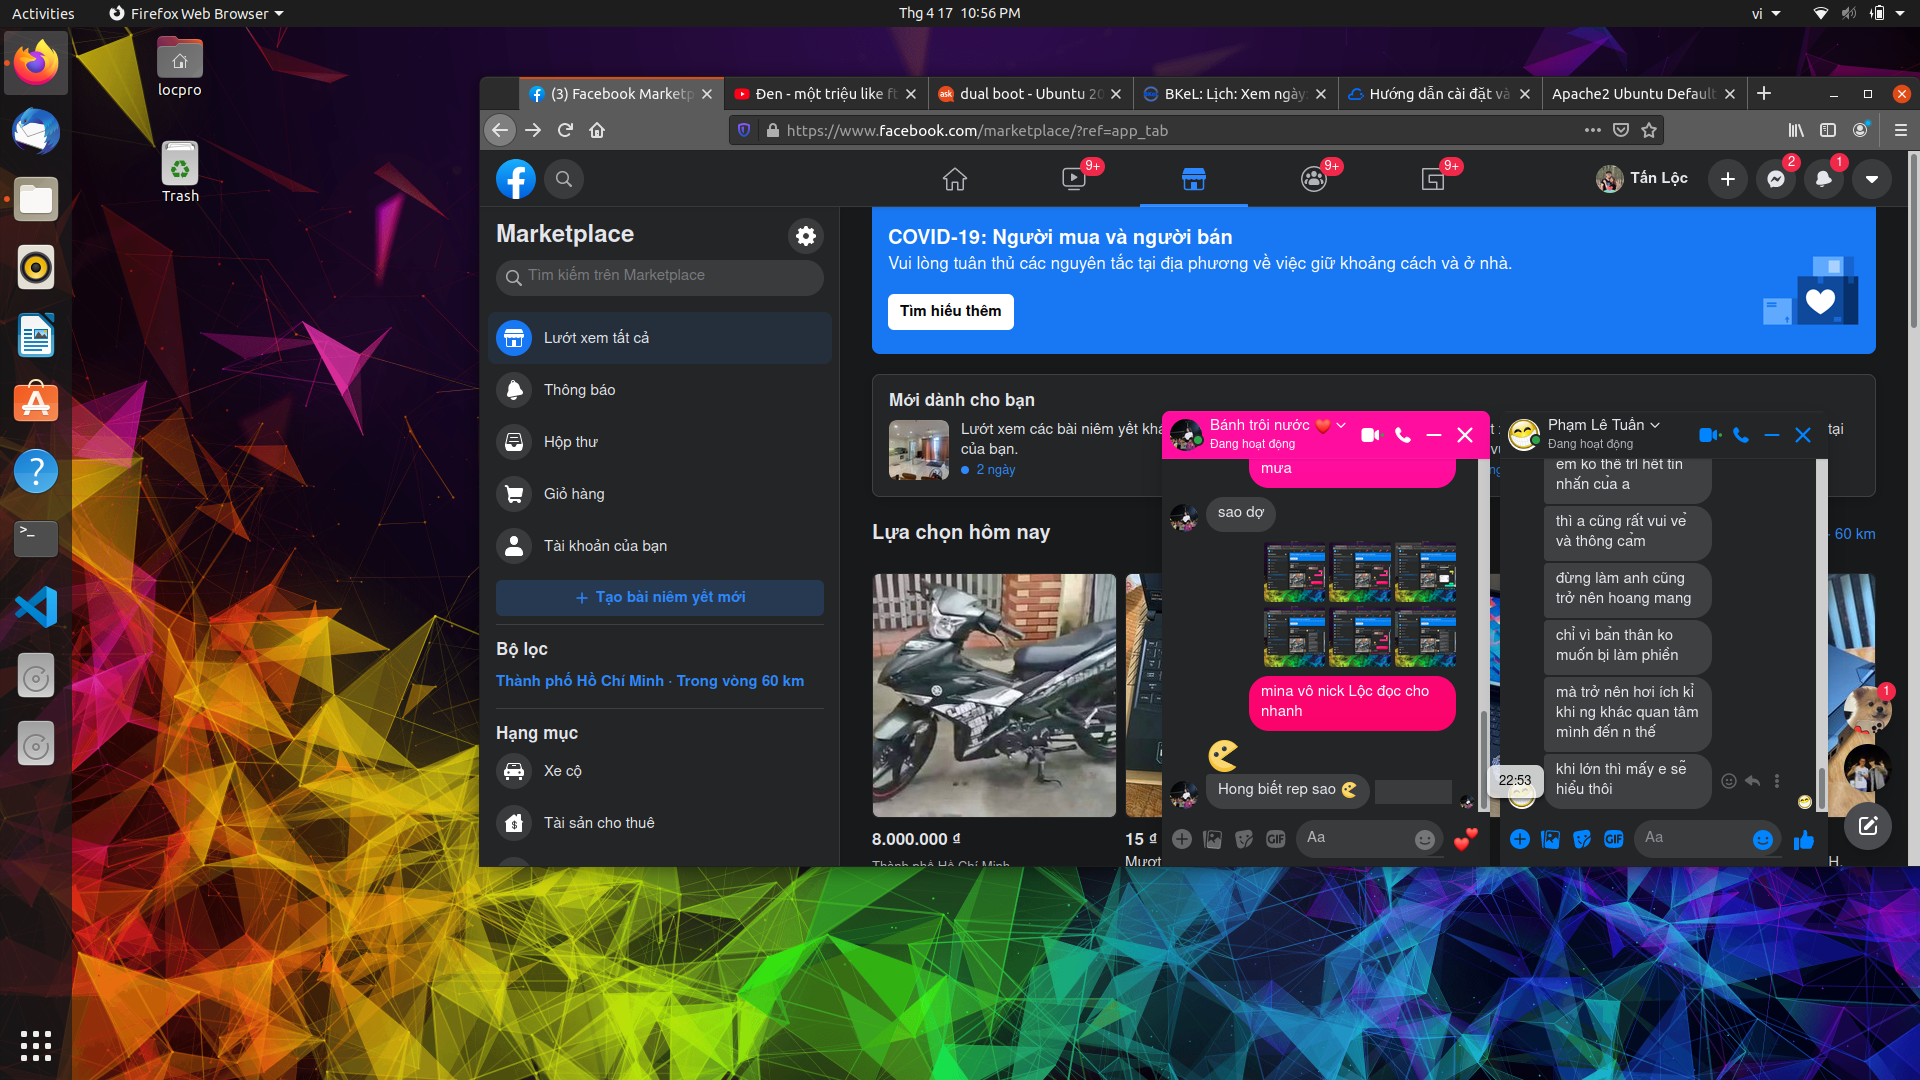 Activities
Firefox Web Browser
Thg 4 17 10:56 PM
vi
locpro
Trash
(3) Facebook Marketp
Đen - một triệu like ft
dual boot - Ubuntu 20
BKeL: Lịch: Xem ngày:
Hướng dẫn cài đặt và
Apache2 Ubuntu Default
https://www.facebook.com/marketplace/?ref=app_tab
9+
9+
9+
Tấn Lộc
2
1
Marketplace
Tìm kiếm trên Marketplace
Lướt xem tất cả
Thông báo
Hộp thư
Giỏ hàng
Tài khoản của bạn
+ Tạo bài niêm yết mới
Bộ lọc
Thành phố Hồ Chí Minh · Trong vòng 60 km
Hạng mục
Xe cộ
Tài sản cho thuê
COVID-19: Người mua và người bán
Vui lòng tuân thủ các nguyên tắc tại địa phương về việc giữ khoảng cách và ở nhà.
Tìm hiểu thêm
Mới dành cho bạn
Lướt xem các bài niêm yết
của bạn.
2 ngày
tại
Lựa chọn hôm nay
60 km
8.000.000 ₫
Thành phố Hồ Chí Minh
15 ₫
Mượt
H.
Bánh trôi nước ❤️
Đang hoạt động
mưa
sao dợ
mina vô nick Lộc đọc cho
nhanh
Hong biết rep sao
Aa
Phạm Lê Tuần
Đang hoạt động
em ko thể trl hết tin
nhắn của a
thì a cũng rất vui vẻ
và thông cảm
đừng làm anh cũng
trở nên hoang mang
chỉ vì bản thân ko
muốn bị làm phiền
mà trở nên hơi ích kỉ
khi ng khác quan tâm
mình đến n thế
22:53
khi lớn thì mấy e sẽ
hiểu thôi
GIF
Aa
GIF
1